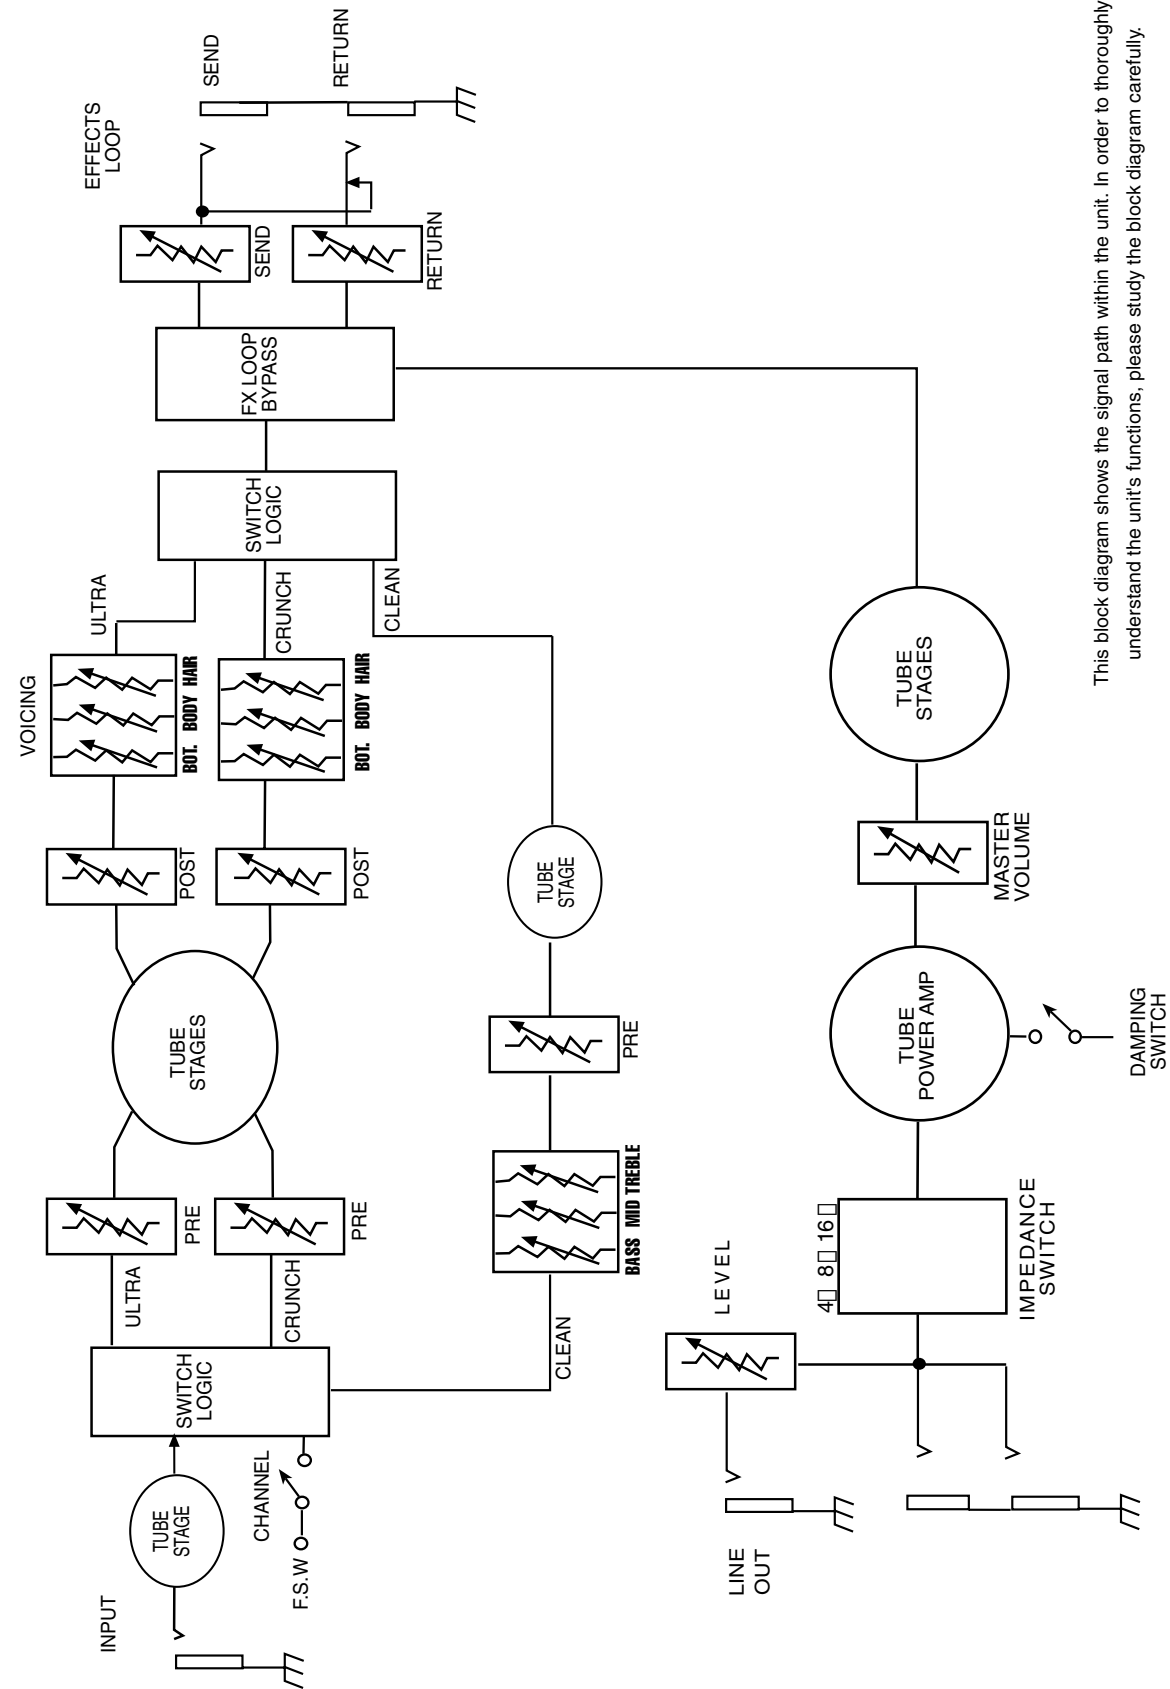 INPUT
TUBE
STAGE
CHANNEL
F.S.W
SWITCH
LOGIC
ULTRA
CRUNCH
CLEAN
PRE
PRE
BASS MID TREBLE
TUBE
STAGES
PRE
POST
POST
TUBE
STAGE
VOICING
BOT. BODY HAIR
BOT. BODY HAIR
ULTRA
CRUNCH
CLEAN
SWITCH
LOGIC
FX LOOP
BYPASS
SEND
RETURN
EFFECTS
LOOP
SEND
RETURN
LINE
OUT
LEVEL
4□ 8□ 16□
IMPEDANCE
SWITCH
TUBE
POWER AMP
DAMPING
SWITCH
MASTER
VOLUME
TUBE
STAGES
This block diagram shows the signal path within the unit. In order to thoroughly
understand the unit's functions, please study the block diagram carefully.